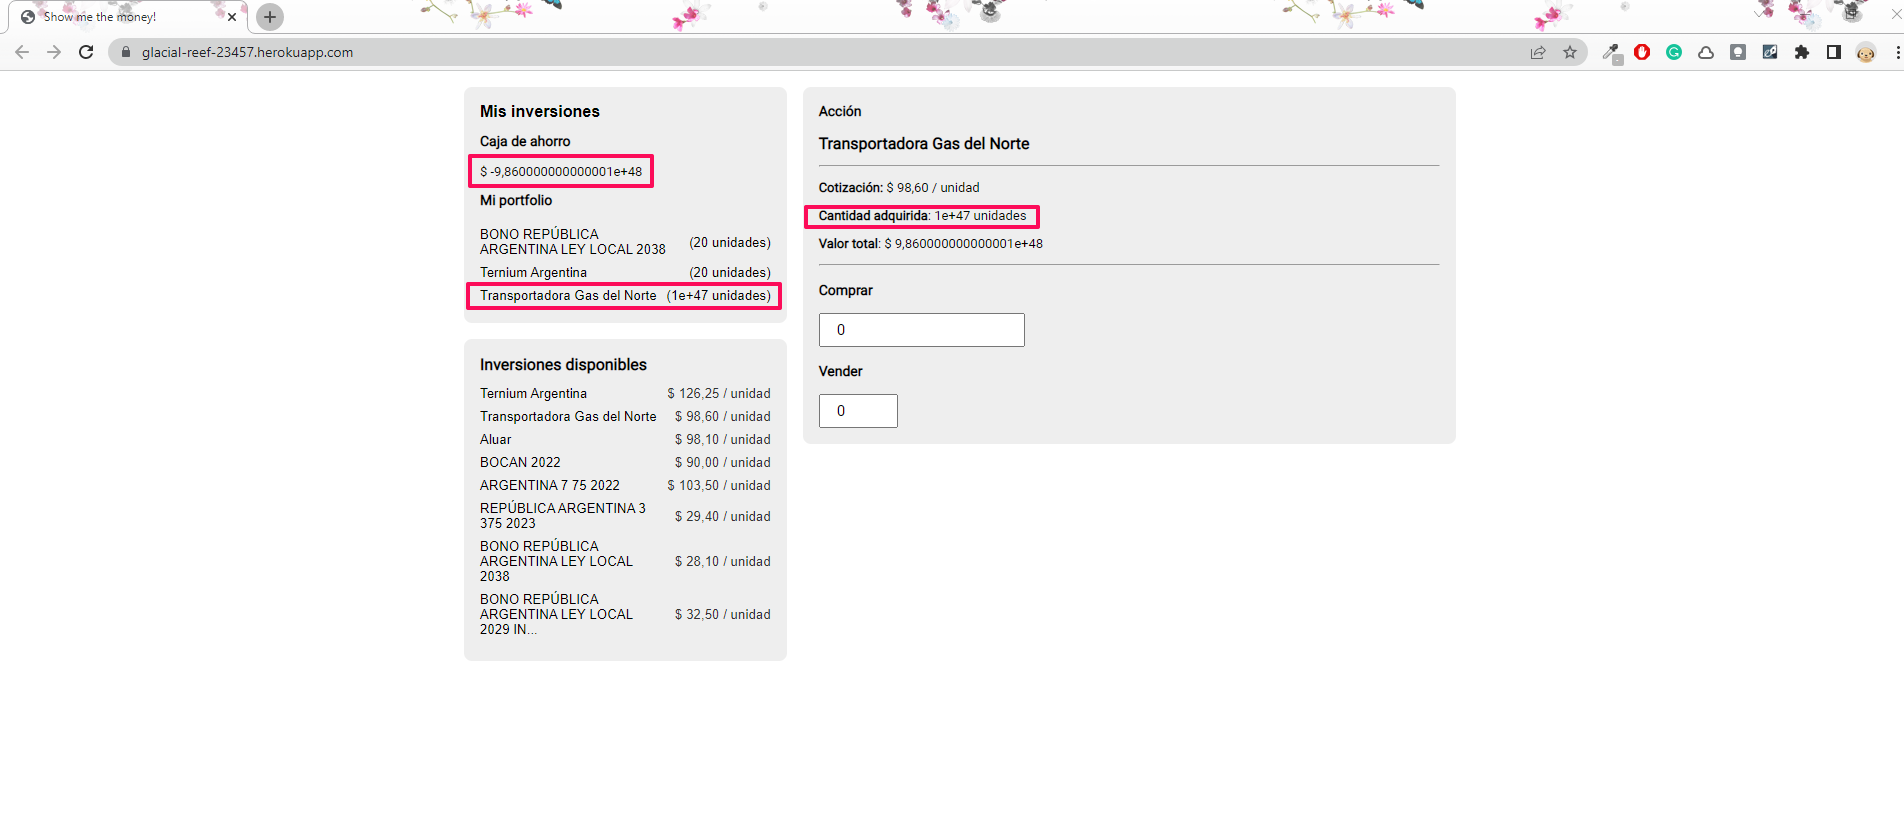 Show me the money!
glacial-reef-23457.herokuapp.com
Mis inversiones
Caja de ahorro
$ -9,860000000000001e+48
Mi portfolio
BONO REPÚBLICA
ARGENTINA LEY LOCAL 2038 (20 unidades)
Ternium Argentina (20 unidades)
Transportadora Gas del Norte (1e+47 unidades)
Inversiones disponibles
Ternium Argentina $ 126,25 / unidad
Transportadora Gas del Norte $ 98,60 / unidad
Aluar $ 98,10 / unidad
BOCAN 2022 $ 90,00 / unidad
ARGENTINA 7 75 2022 $ 103,50 / unidad
REPÚBLICA ARGENTINA 3
375 2023 $ 29,40 / unidad
BONO REPÚBLICA
ARGENTINA LEY LOCAL $ 28,10 / unidad
2038
BONO REPÚBLICA
ARGENTINA LEY LOCAL $ 32,50 / unidad
2029 IN...
Acción
Transportadora Gas del Norte
Cotización: $ 98,60 / unidad
Cantidad adquirida: 1e+47 unidades
Valor total: $ 9,860000000000001e+48
Comprar
0
Vender
0